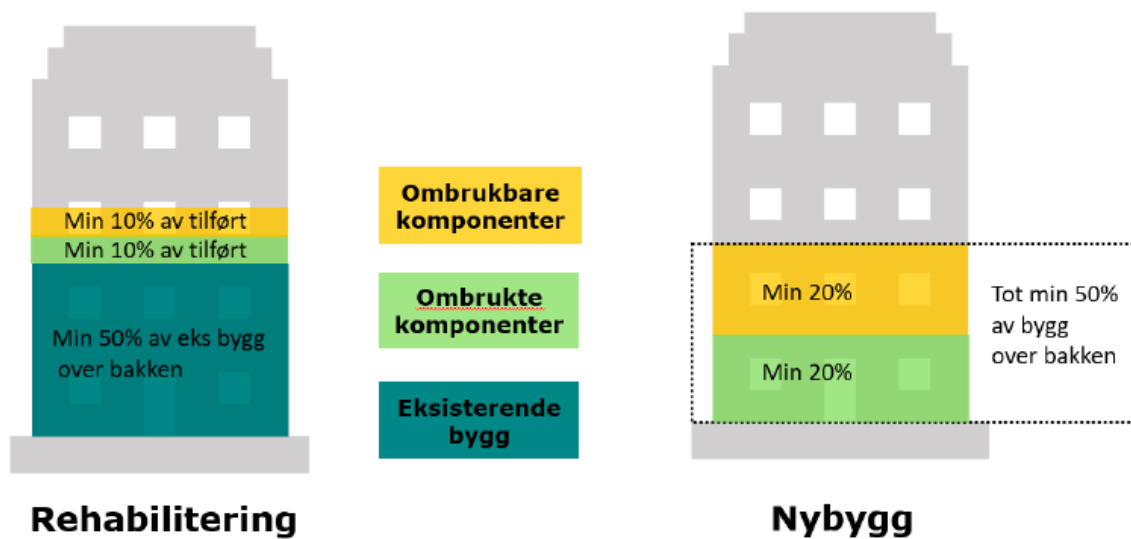 Min 10% av tilført
Min 10% av tilført
Min 50% av eks bygg
over bakken
Rehabilitering
Ombrukbare
komponenter
Ombrukte
komponenter
Eksisterende
bygg
Min 20%
Min 20%
Tot min 50%
av bygg
over bakken
Nybygg